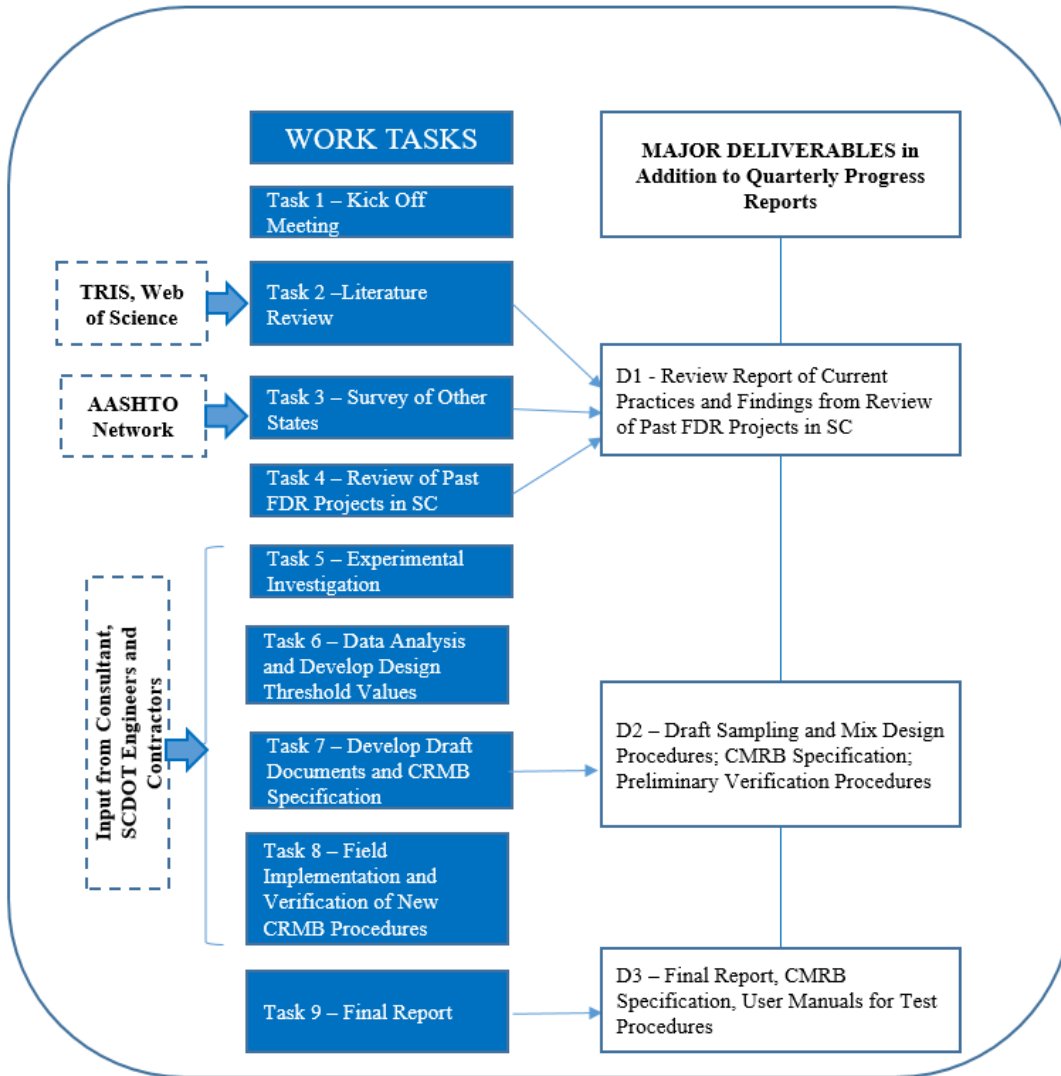 WORK TASKS
MAJOR DELIVERABLES in
Addition to Quarterly Progress
Reports
Task 1 – Kick Off
Meeting
TRIS, Web
of Science
Task 2 –Literature
Review
AASHTO
Network
Task 3 – Survey of Other
States
D1 - Review Report of Current
Practices and Findings from Review
of Past FDR Projects in SC
Task 4 – Review of Past
FDR Projects in SC
Input from Consultant,
SCDOT Engineers and
Contractors
Task 5 – Experimental
Investigation
Task 6 – Data Analysis
and Develop Design
Threshold Values
Task 7 – Develop Draft
Documents and CRMB
Specification
D2 – Draft Sampling and Mix Design
Procedures; CMRB Specification;
Preliminary Verification Procedures
Task 8 – Field
Implementation and
Verification of New
CRMB Procedures
Task 9 – Final Report
D3 – Final Report, CMRB
Specification, User Manuals for Test
Procedures